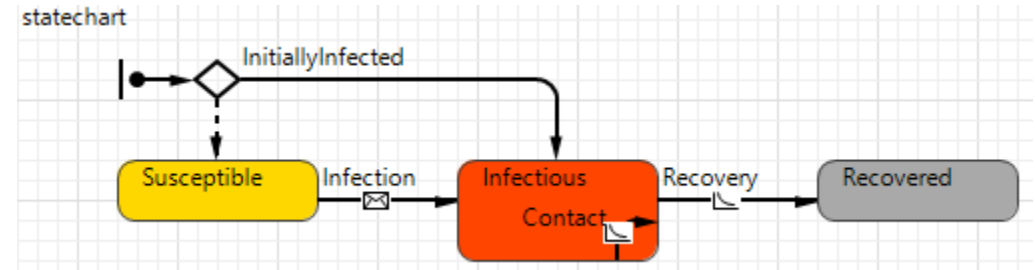 statechart
InitiallyInfected
Susceptible
Infection
Infectious
Recovery
Recovered
Contact